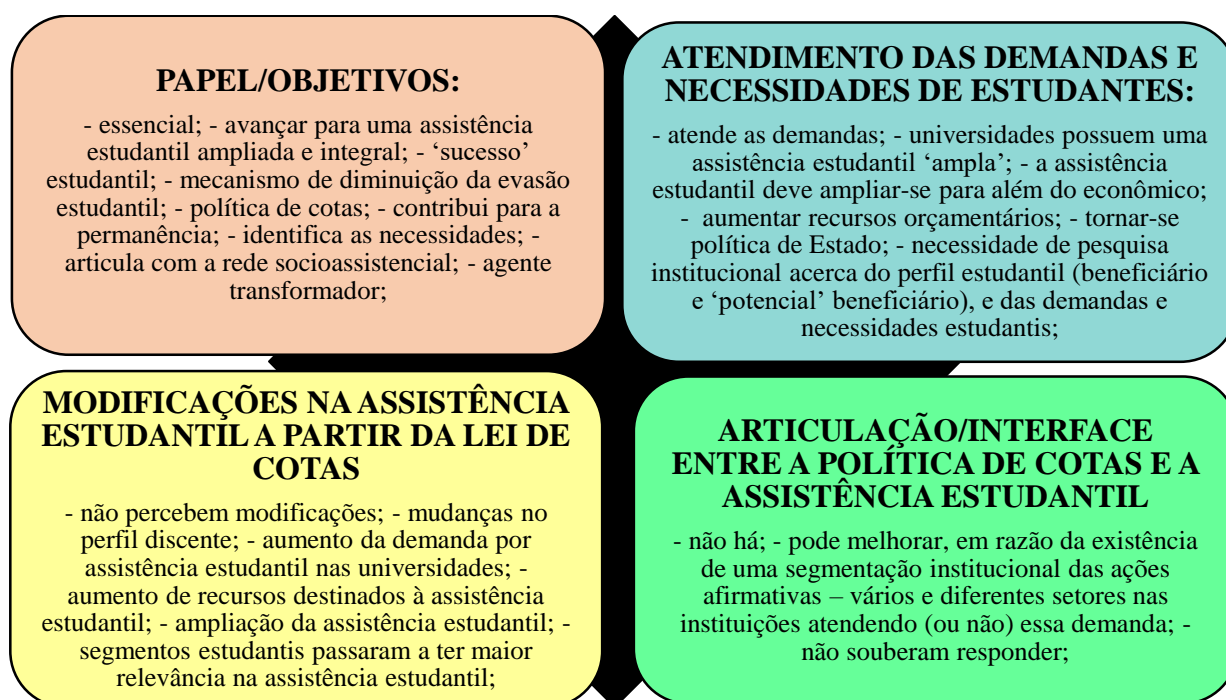 PAPEL/OBJETIVOS:
- essencial; - avançar para uma assistência
estudantil ampliada e integral; - ‘sucesso’
estudantil; - mecanismo de diminuição da evasão
estudantil; - política de cotas; - contribui para a
permanência; - identifica as necessidades; -
articula com a rede socioassistencial; - agente
transformador;
ATENDIMENTO DAS DEMANDAS E
NECESSIDADES DE ESTUDANTES:
- atende as demandas; - universidades possuem uma
assistência estudantil ‘ampla’; - a assistência
estudantil deve ampliar-se para além do econômico;
- aumentar recursos orçamentários; - tornar-se
política de Estado; - necessidade de pesquisa
institucional acerca do perfil estudantil (beneficiário
e ‘potencial’ beneficiário), e das demandas e
necessidades estudantis;
MODIFICAÇÕES NA ASSISTÊNCIA
ESTUDANTIL A PARTIR DA LEI DE
COTAS
- não percebem modificações; - mudanças no
perfil discente; - aumento da demanda por
assistência estudantil nas universidades; -
aumento de recursos destinados à assistência
estudantil; - ampliação da assistência estudantil; -
segmentos estudantis passaram a ter maior
relevância na assistência estudantil;
ARTICULAÇÃO/INTERFACE
ENTRE A POLÍTICA DE COTAS E A
ASSISTÊNCIA ESTUDANTIL
- não há; - pode melhorar, em razão da existência
de uma segmentação institucional das ações
afirmativas – vários e diferentes setores nas
instituições atendendo (ou não) essa demanda; -
não souberam responder;